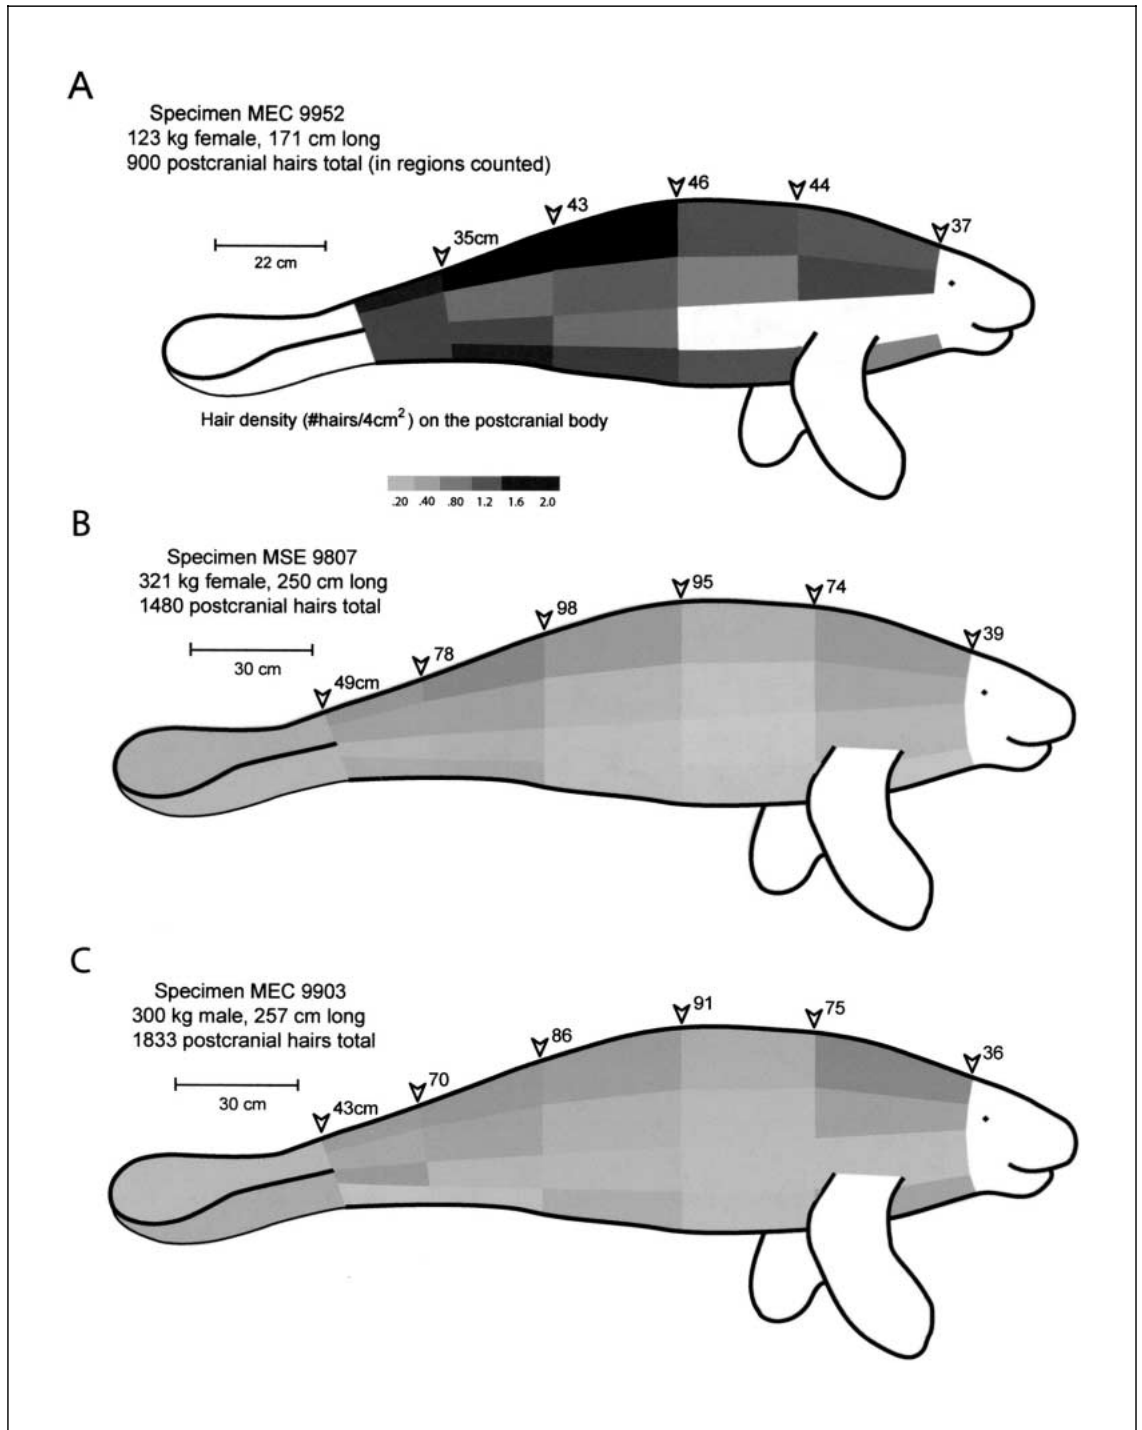 A
Specimen MEC 9952
123 kg female, 171 cm long
900 postcranial hairs total (in regions counted)
46
44
43
37
35cm
22 cm
Hair density (#hairs/4cm²) on the postcranial body
.20 .40 .80 1.2 1.6 2.0
B
Specimen MSE 9807
321 kg female, 250 cm long
1480 postcranial hairs total
95
74
98
39
78
30 cm
49cm
C
Specimen MEC 9903
300 kg male, 257 cm long
1833 postcranial hairs total
91
75
86
36
70
30 cm
43cm